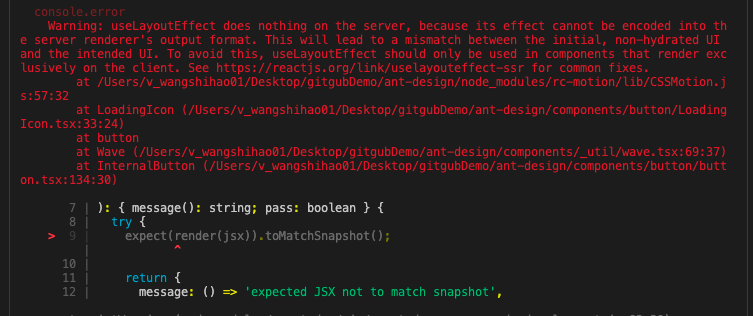 console.error
Warning: useLayoutEffect does nothing on the server, because its effect cannot be encoded into th
e server renderer's output format. This will lead to a mismatch between the initial, non-hydrated UI
and the intended UI. To avoid this, useLayoutEffect should only be used in components that render exc
lusively on the client. See https://reactjs.org/link/uselayouteffect-ssr for common fixes.
at /Users/v_wangshihao01/Desktop/gitgubDemo/ant-design/node_modules/rc-motion/lib/CSSMotion.j
s:57:32
at LoadingIcon (/Users/v_wangshihao01/Desktop/gitgubDemo/ant-design/components/button/Loading
Icon.tsx:33:24)
at button
at Wave (/Users/v_wangshihao01/Desktop/gitgubDemo/ant-design/components/_util/wave.tsx:69:37)
at InternalButton (/Users/v_wangshihao01/Desktop/gitgubDemo/ant-design/components/button/butt
on.tsx:134:30)
7 | ): { message(): string; pass: boolean } {
8 |   try {
> 9 |     expect(render(jsx)).toMatchSnapshot();
|            ^
10 |
11 |     return {
12 |       message: () => 'expected JSX not to match snapshot',